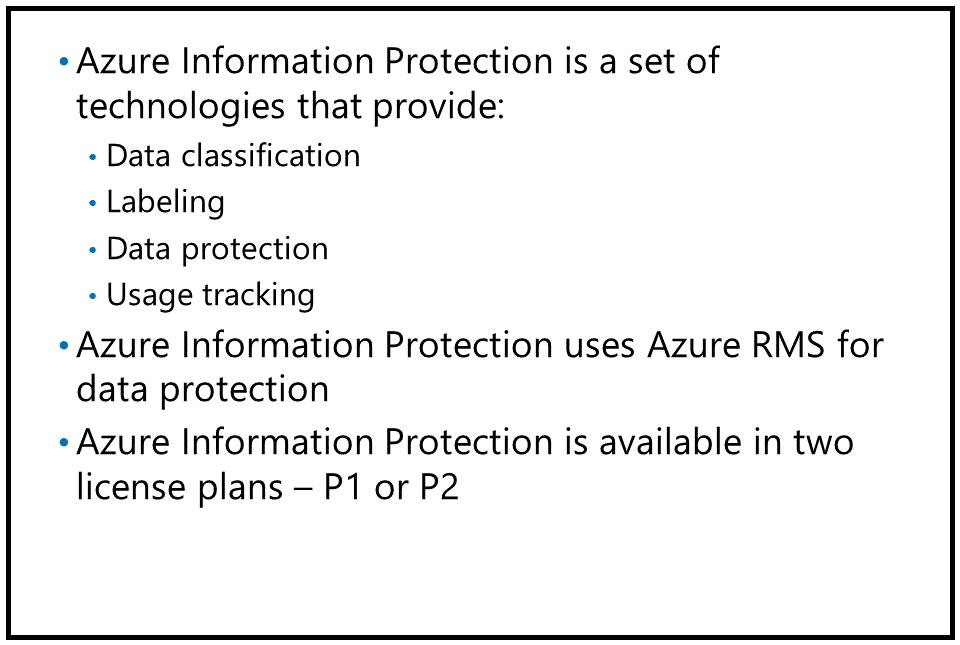 • Azure Information Protection is a set of
technologies that provide:
• Data classification
• Labeling
• Data protection
• Usage tracking
• Azure Information Protection uses Azure RMS for
data protection
• Azure Information Protection is available in two
license plans – P1 or P2